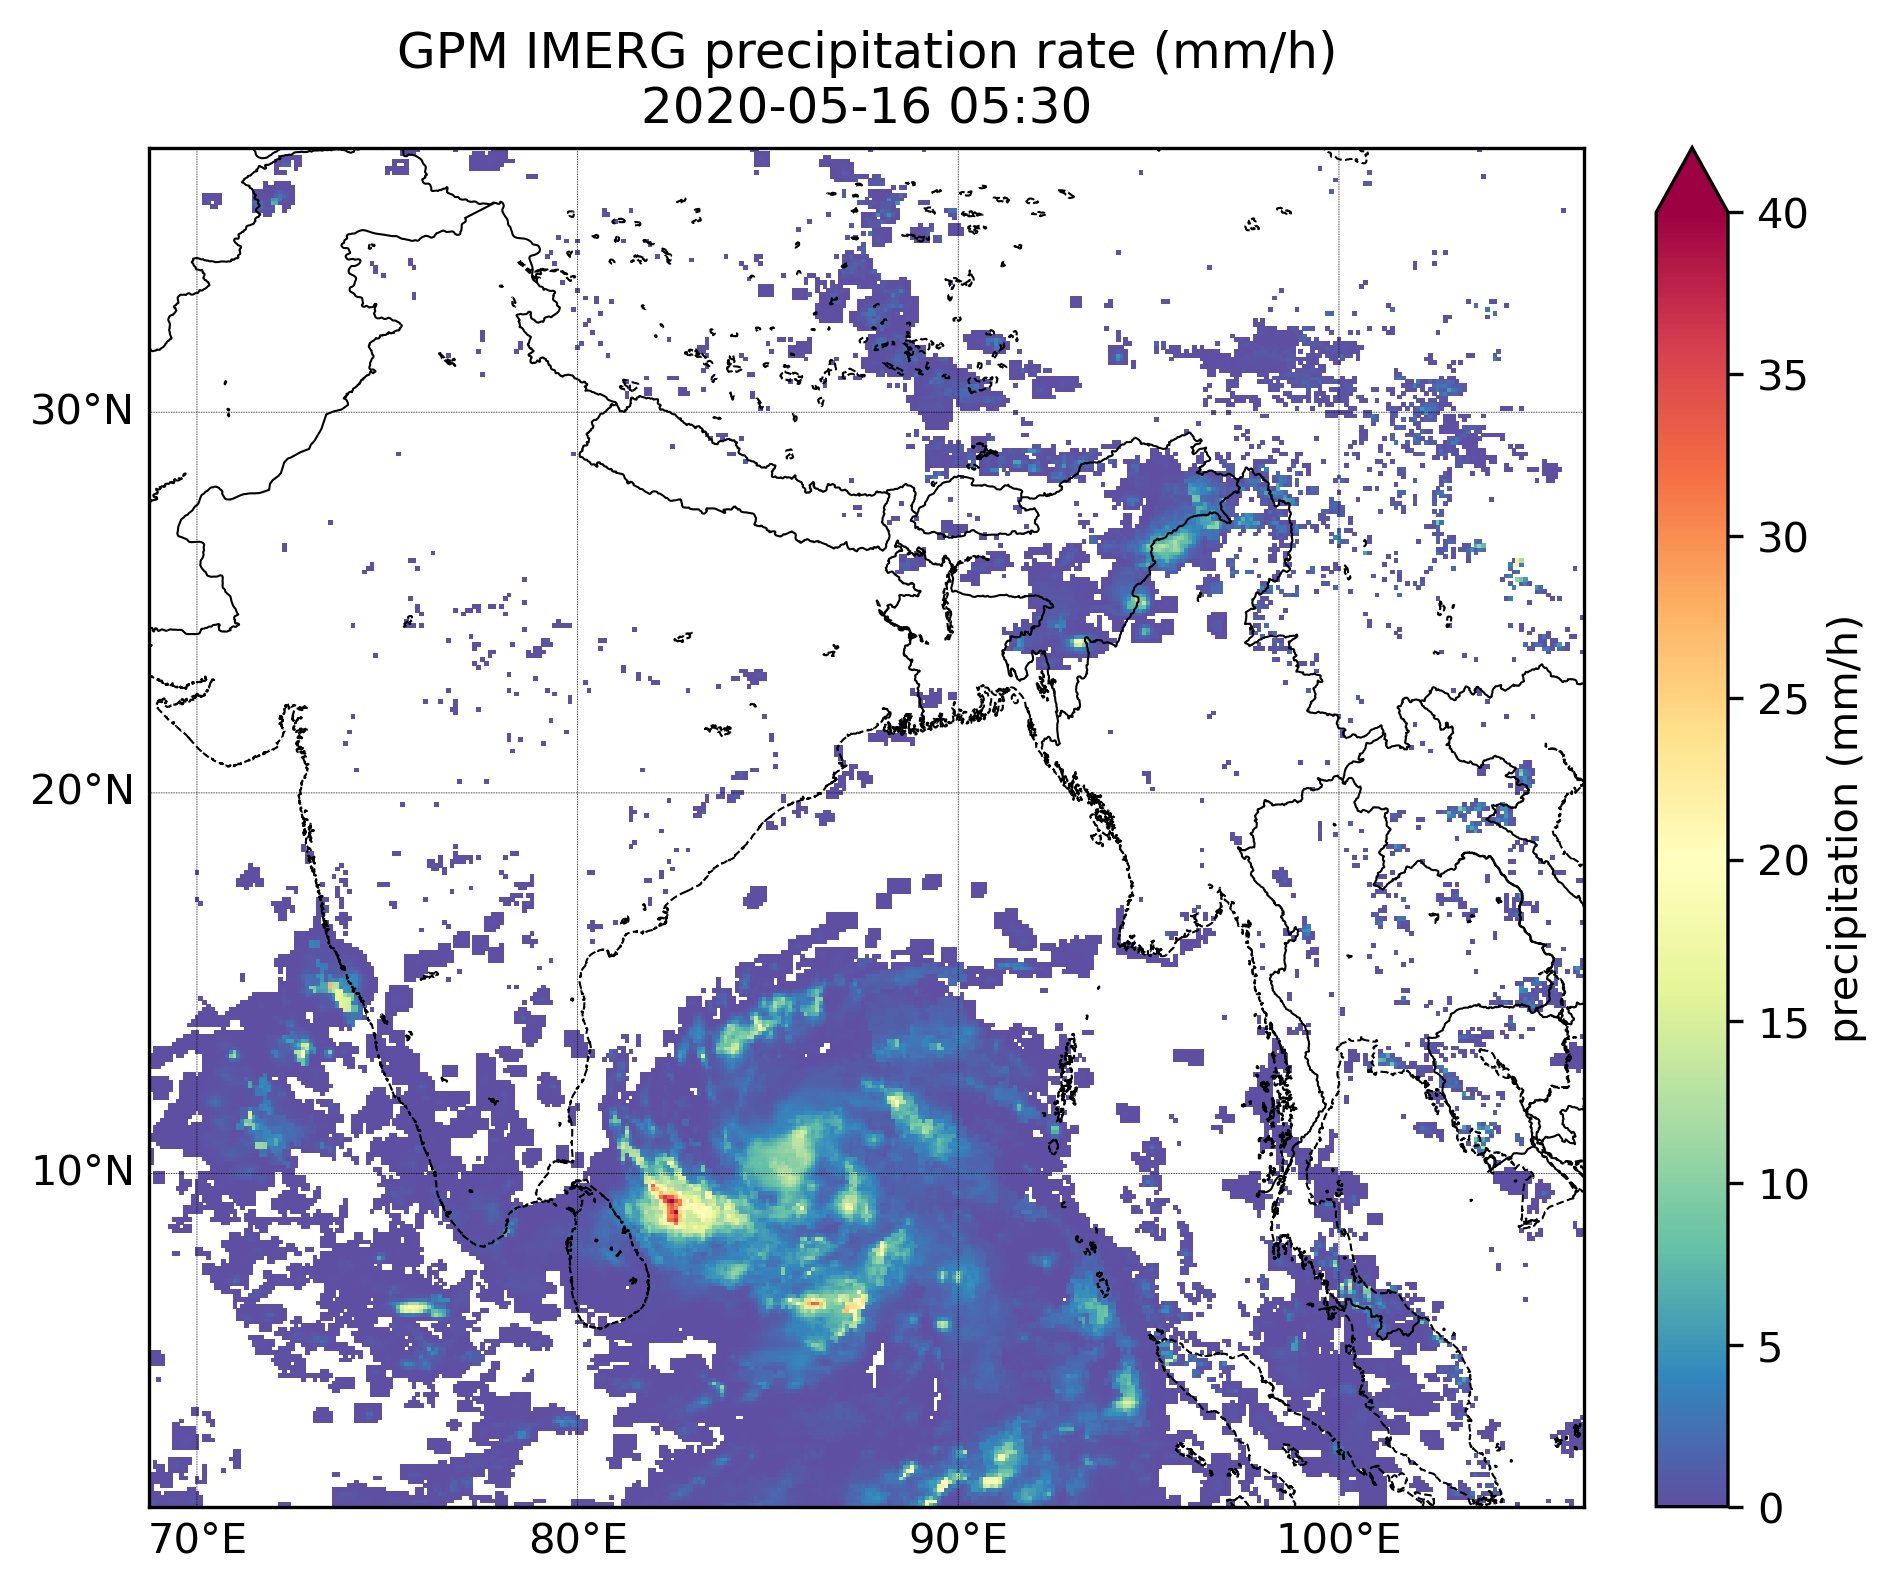 GPM IMERG precipitation rate (mm/h)
2020-05-16 05:30
30°N
20°N
10°N
70°E
80°E
90°E
100°E
40
35
30
25
20
15
10
5
0
precipitation (mm/h)